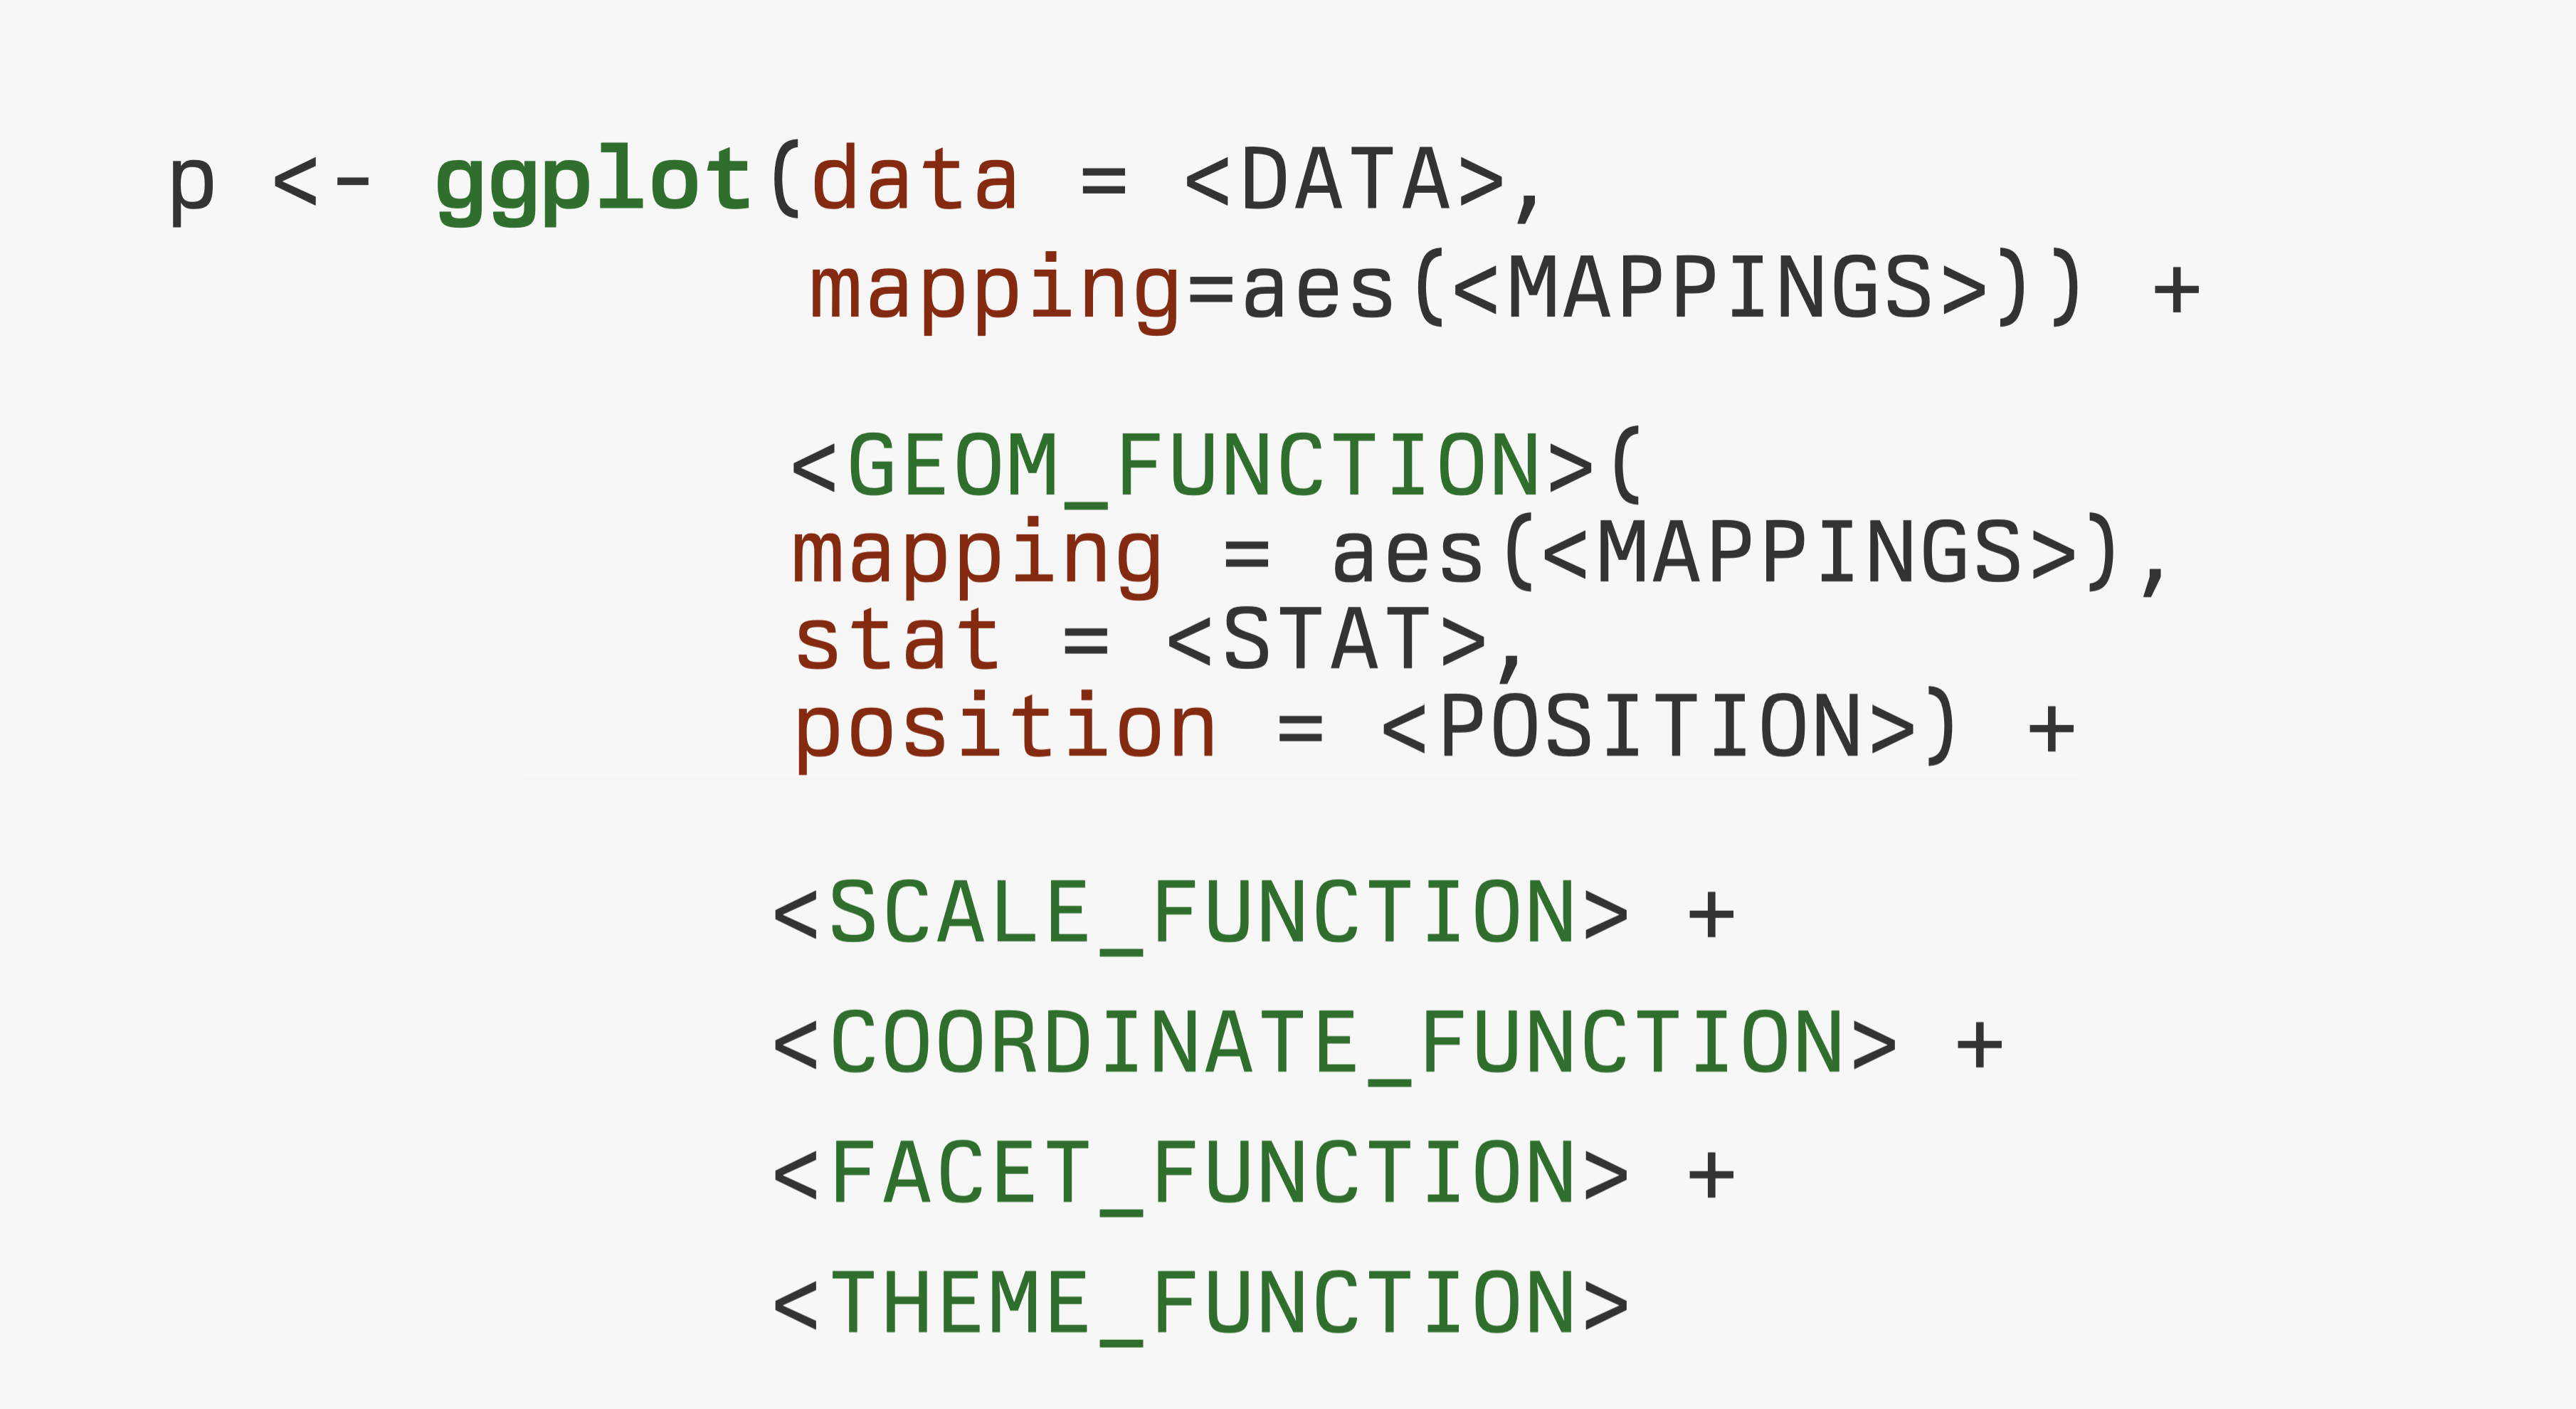 p <- ggplot(data = <DATA>,
mapping=aes(<MAPPINGS>)) +
<GEOM_FUNCTION>(
mapping = aes(<MAPPINGS>),
stat = <STAT>,
position = <POSITION>) +
<SCALE_FUNCTION> +
<COORDINATE_FUNCTION> +
<FACET_FUNCTION> +
<THEME_FUNCTION>